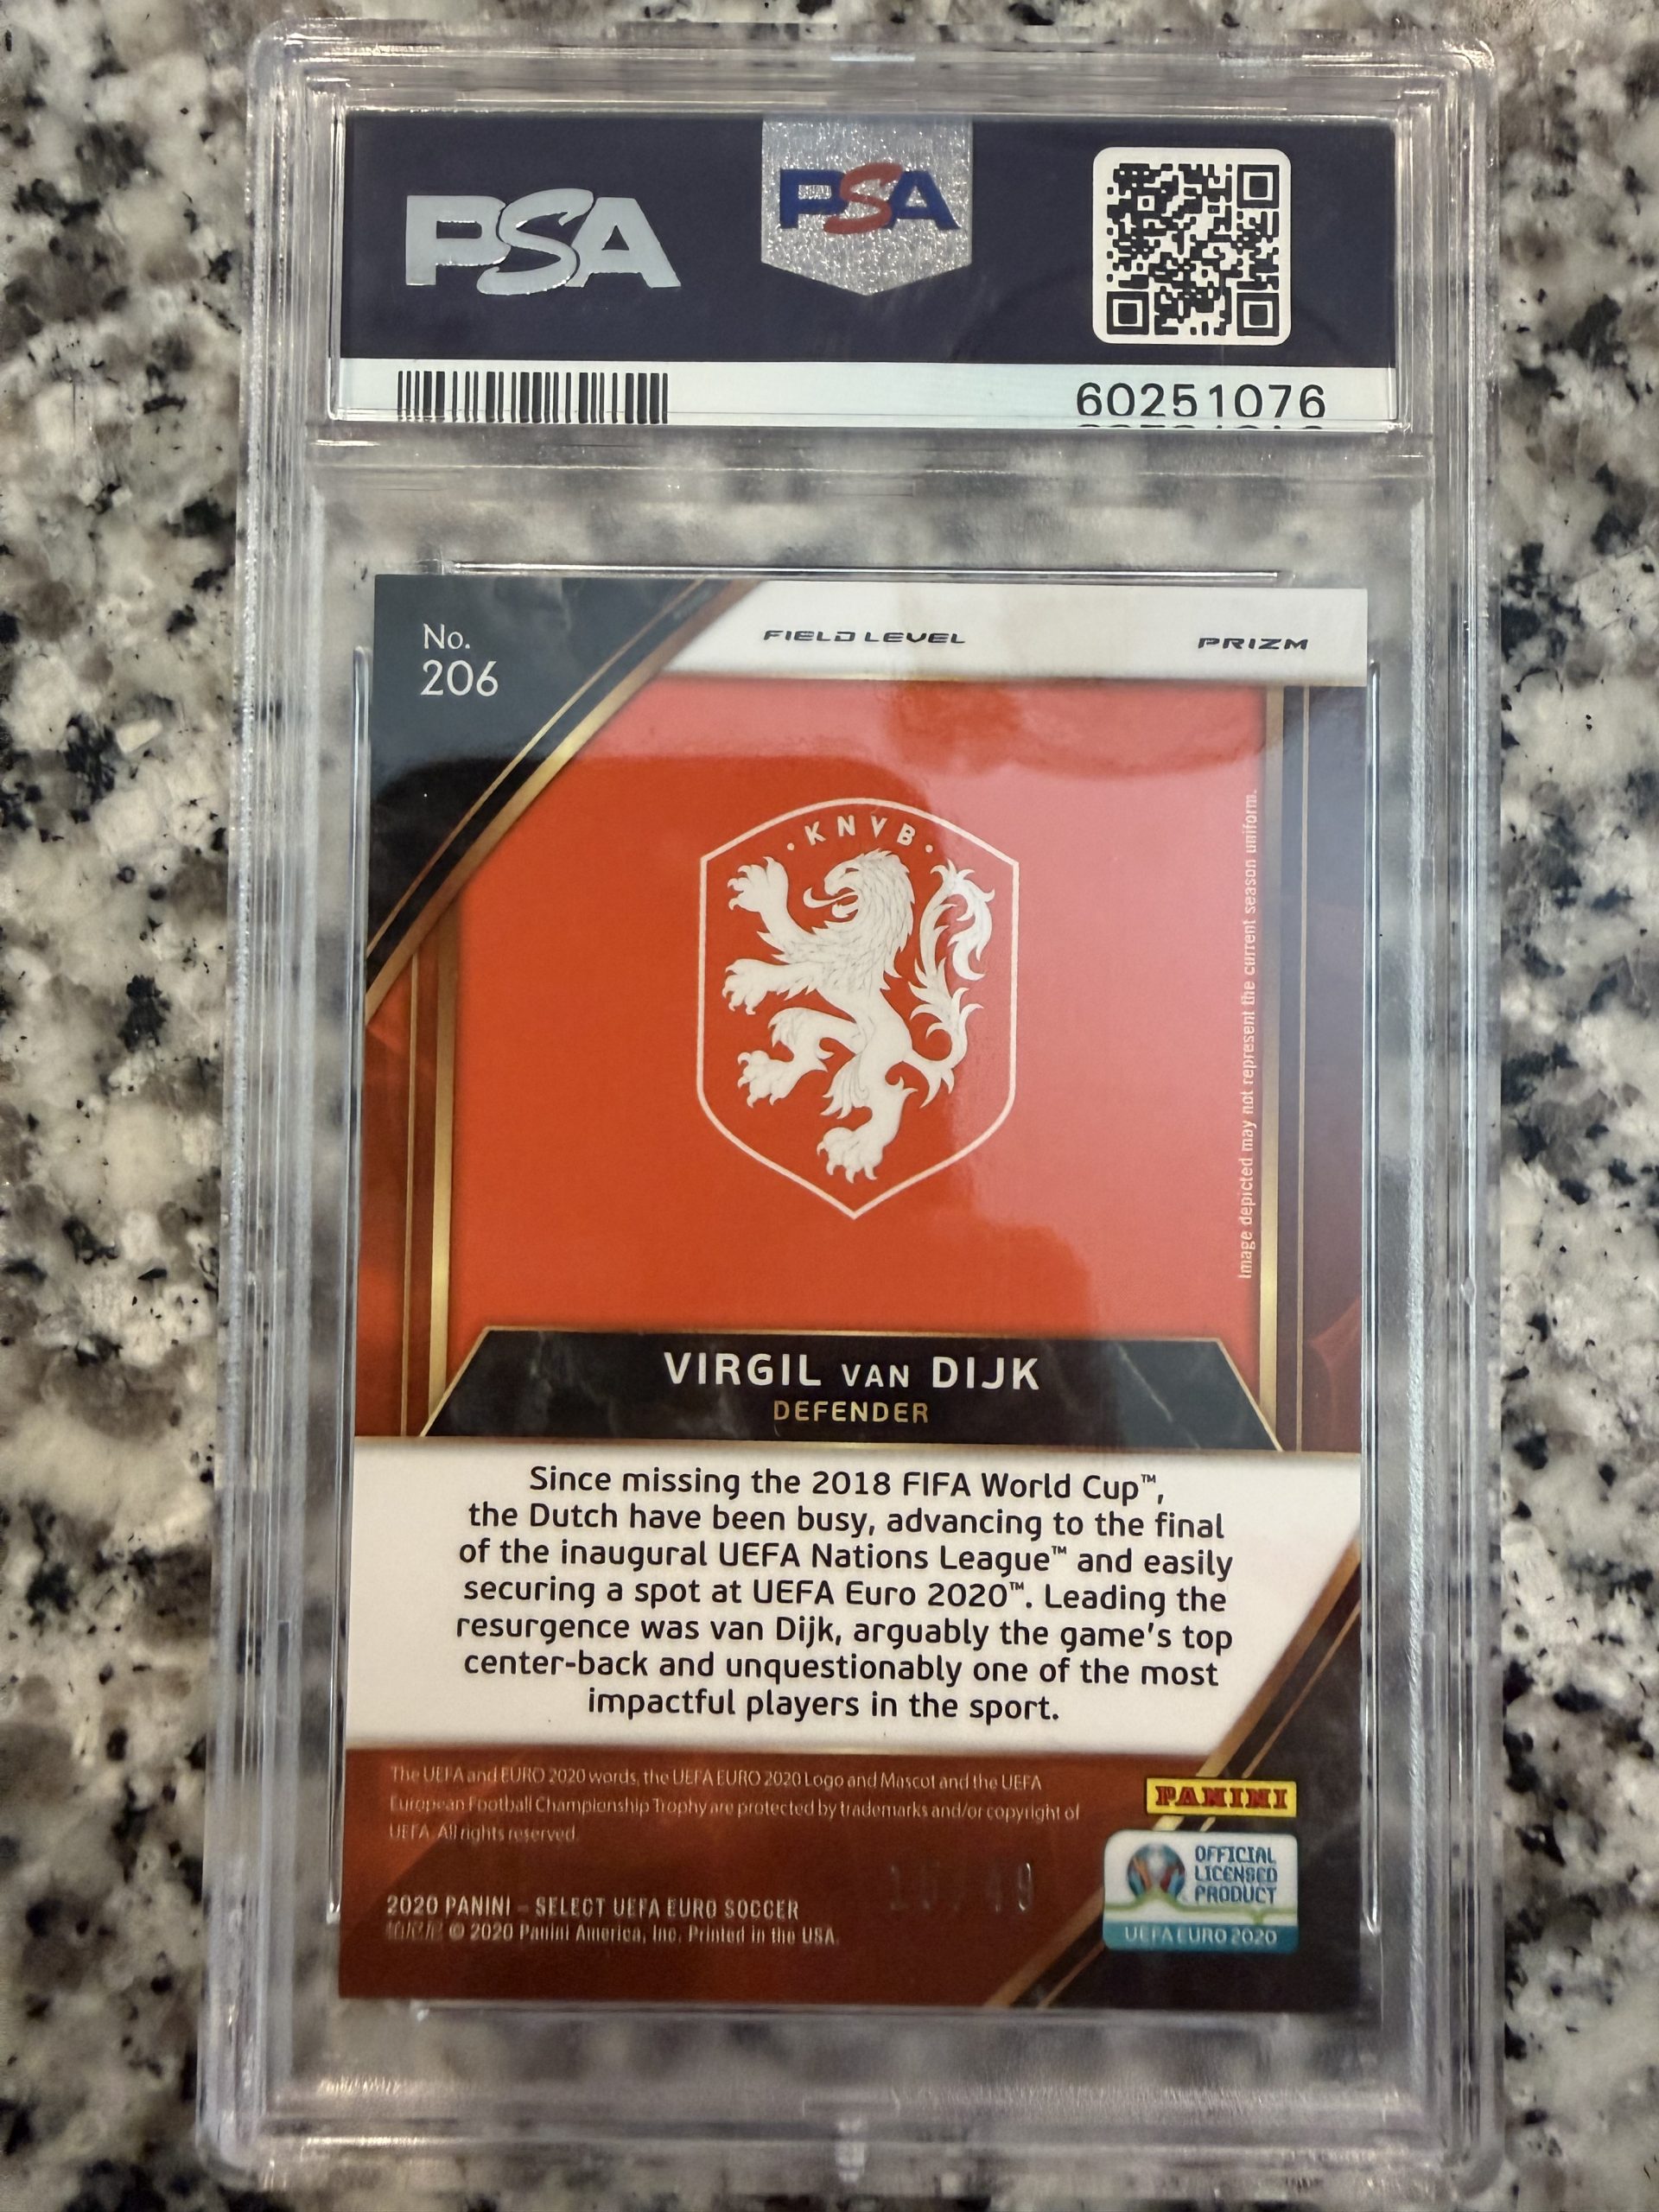 PSA
PSA
60251076
No.
206
FIELD LEVEL
PRIZM
KNVB
Image depicted may not represent the current season uniform.
VIRGIL VAN DIJK
DEFENDER
Since missing the 2018 FIFA World Cup™,
the Dutch have been busy, advancing to the final
of the inaugural UEFA Nations League™ and easily
securing a spot at UEFA Euro 2020™. Leading the
resurgence was van Dijk, arguably the game's top
center-back and unquestionably one of the most
impactful players in the sport.
The UEFA and EURO 2020 words, the UEFA EURO 2020 Logo and Mascot and the UEFA
European Football Championship Trophy are protected by trademarks and/or copyright of
UEFA. All rights reserved.
PANINI
OFFICIAL
LICENSED
PRODUCT
UEFA EURO 2020
2020 PANINI – SELECT UEFA EURO SOCCER
© 2020 Panini America, Inc. Printed in the USA.